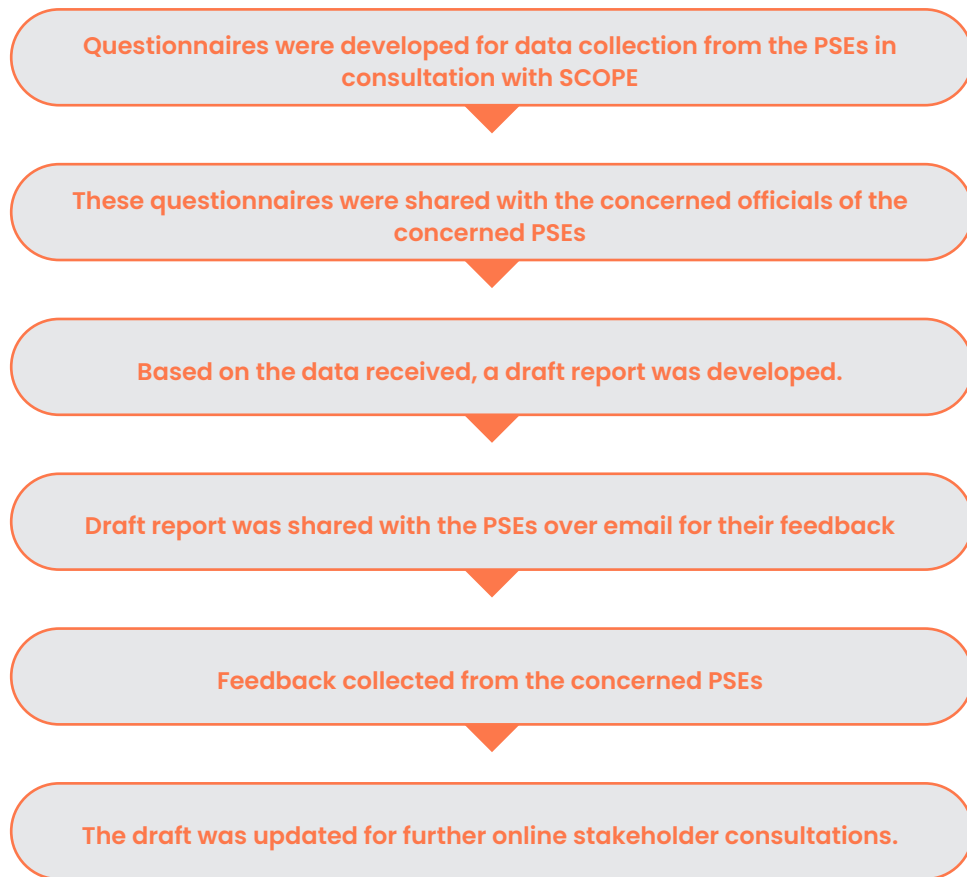 Questionnaires were developed for data collection from the PSEs in
consultation with SCOPE
These questionnaires were shared with the concerned officials of the
concerned PSEs
Based on the data received, a draft report was developed.
Draft report was shared with the PSEs over email for their feedback
Feedback collected from the concerned PSEs
The draft was updated for further online stakeholder consultations.